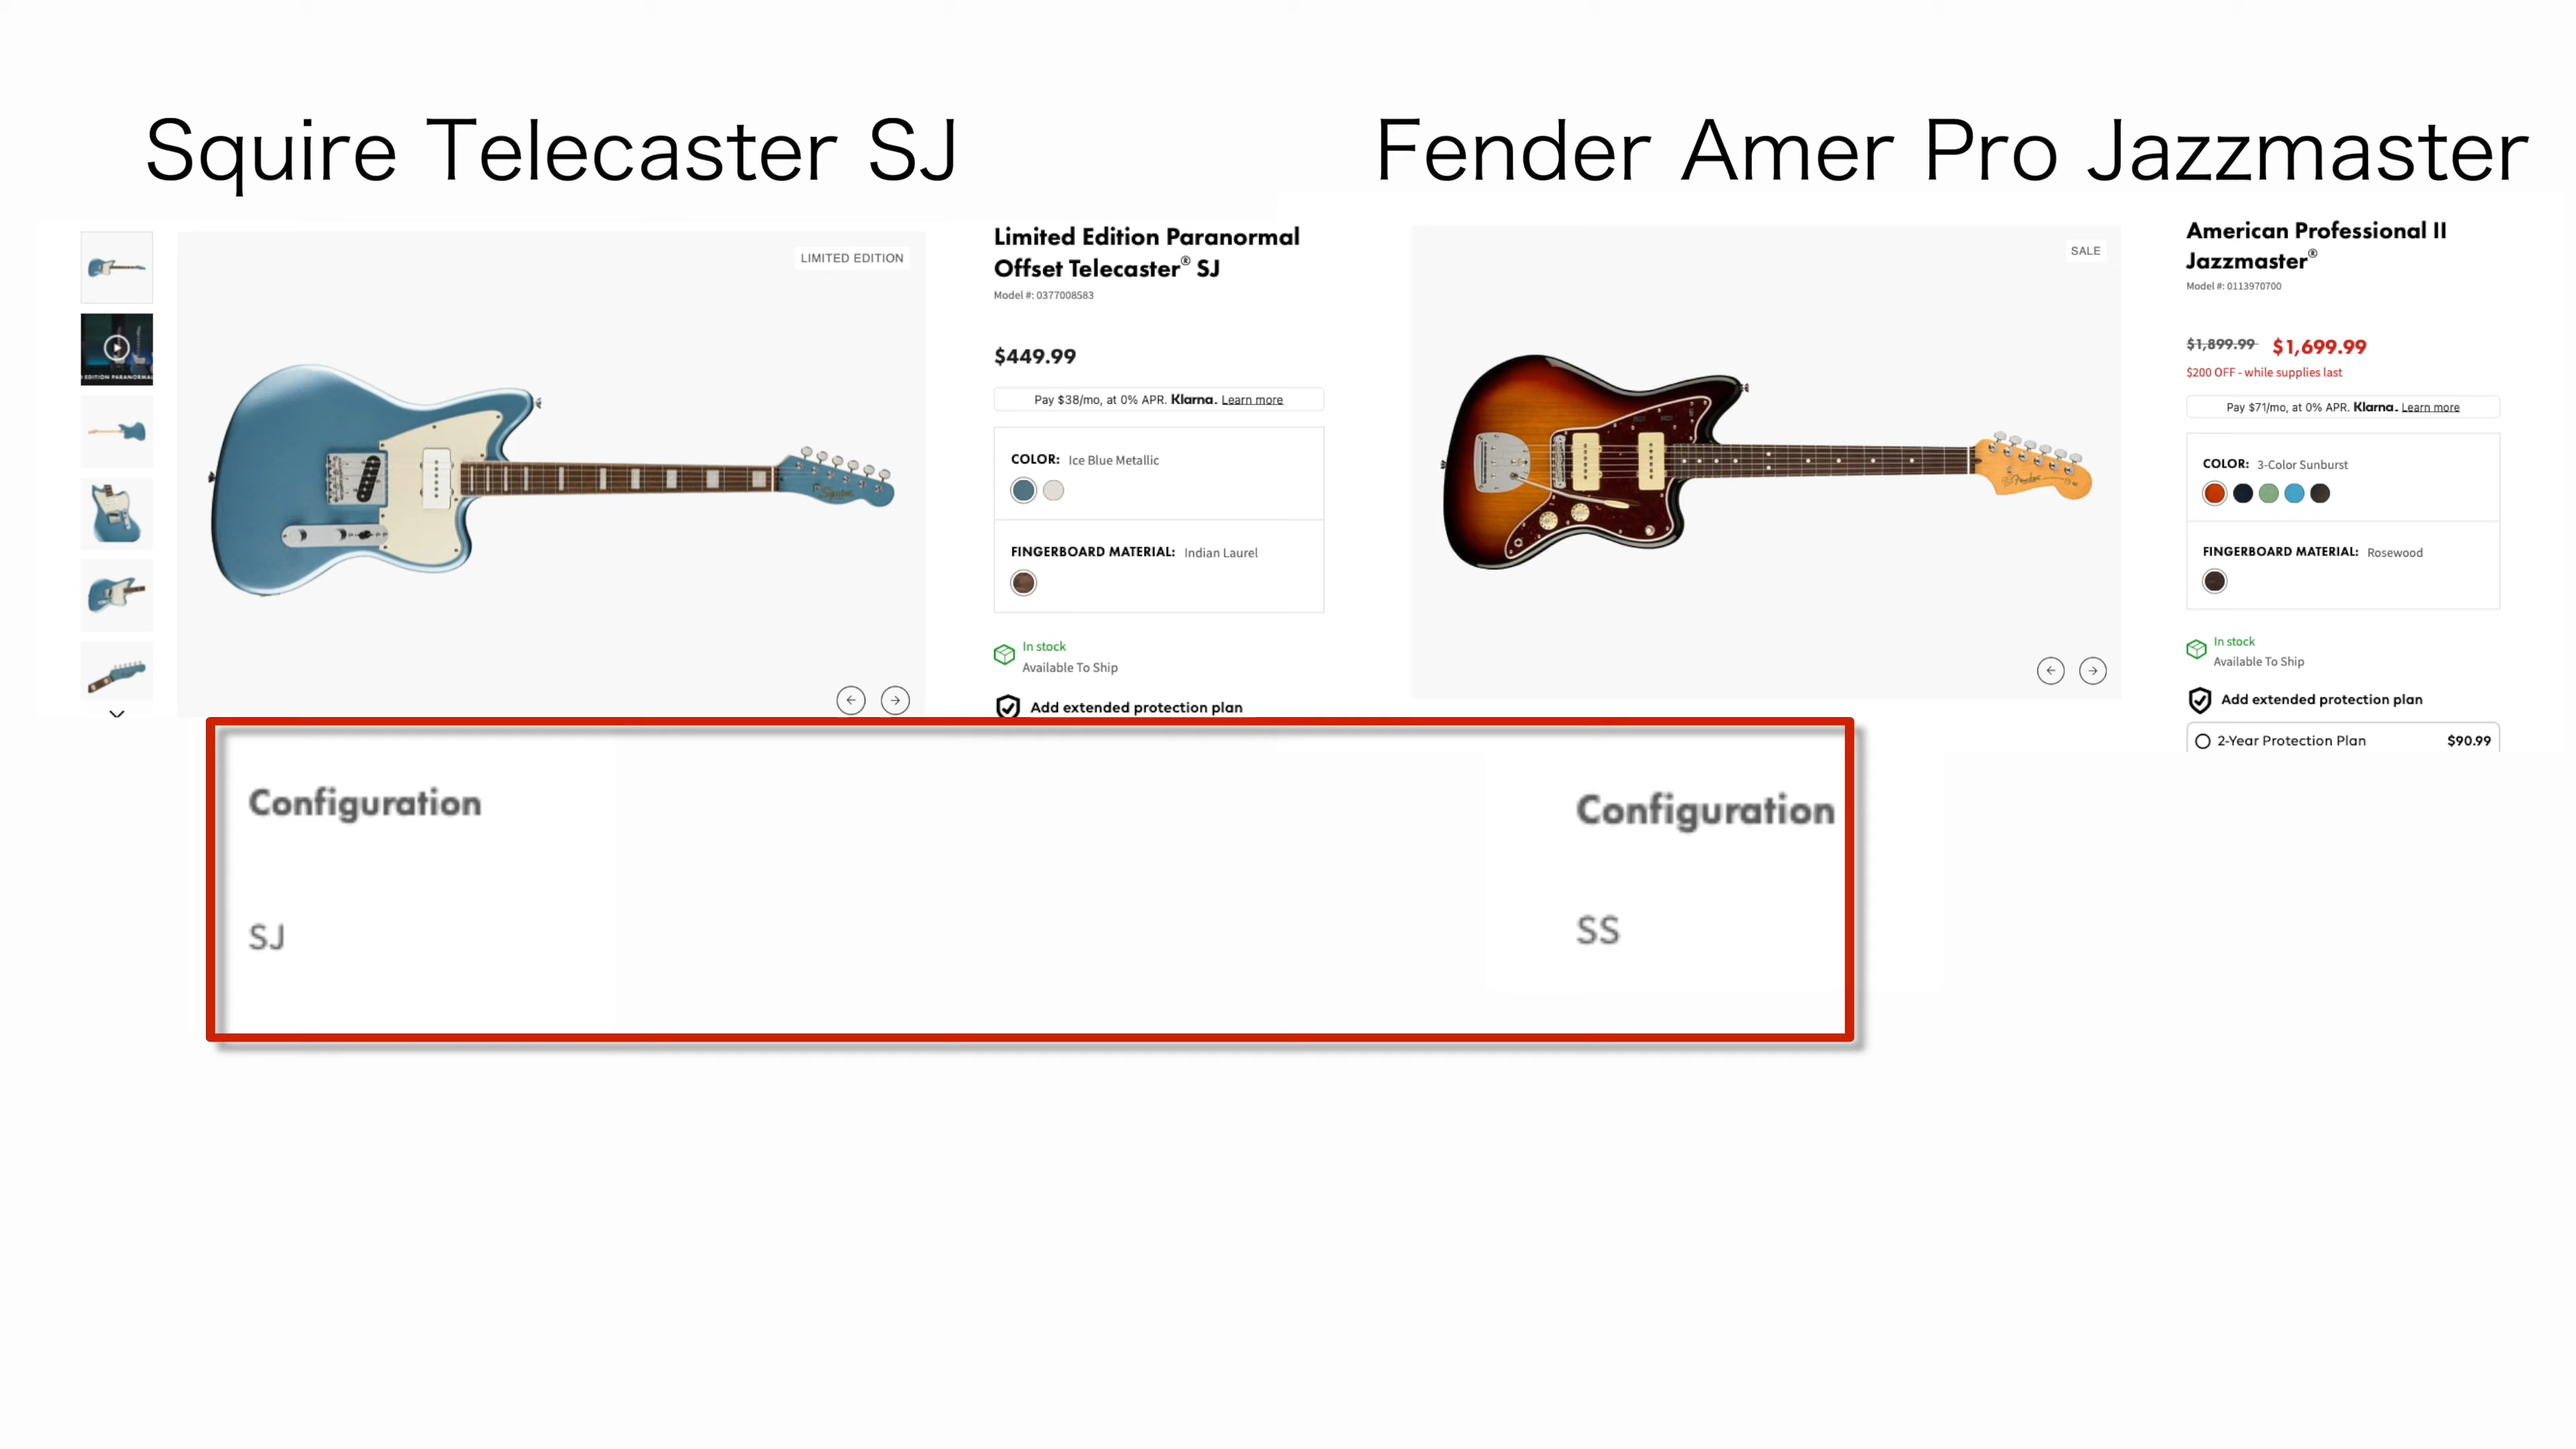 Squire Telecaster SJ
Fender Amer Pro Jazzmaster
LIMITED EDITION
EDITION PARANORMAL
Squier
Limited Edition Paranormal
Offset Telecaster® SJ
Model #: 0377008583
$449.99
Pay $38/mo, at 0% APR. Klarna. Learn more
COLOR: Ice Blue Metallic
FINGERBOARD MATERIAL: Indian Laurel
In stock
Available To Ship
Add extended protection plan
SALE
Fender
American Professional II
Jazzmaster®
Model #: 0113970700
$1,899.99 $1,699.99
$200 OFF - while supplies last
Pay $71/mo, at 0% APR. Klarna. Learn more
COLOR: 3-Color Sunburst
FINGERBOARD MATERIAL: Rosewood
In stock
Available To Ship
Add extended protection plan
2-Year Protection Plan $90.99
Configuration
SJ
Configuration
SS